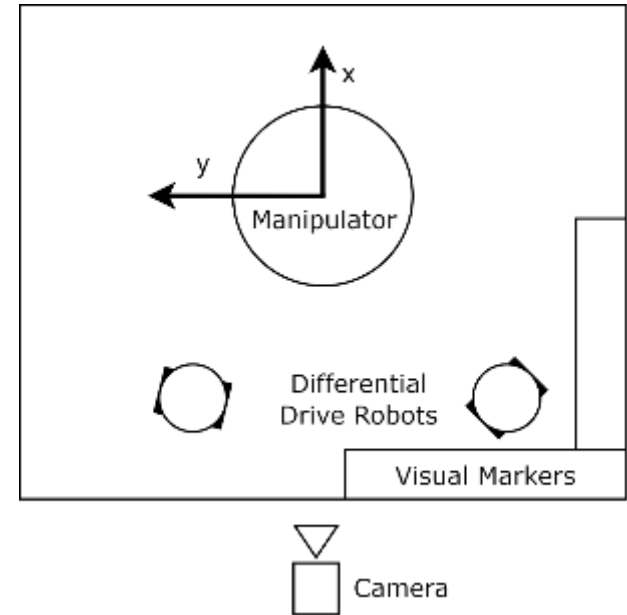 x
y
Manipulator
Differential
Drive Robots
Visual Markers
Camera